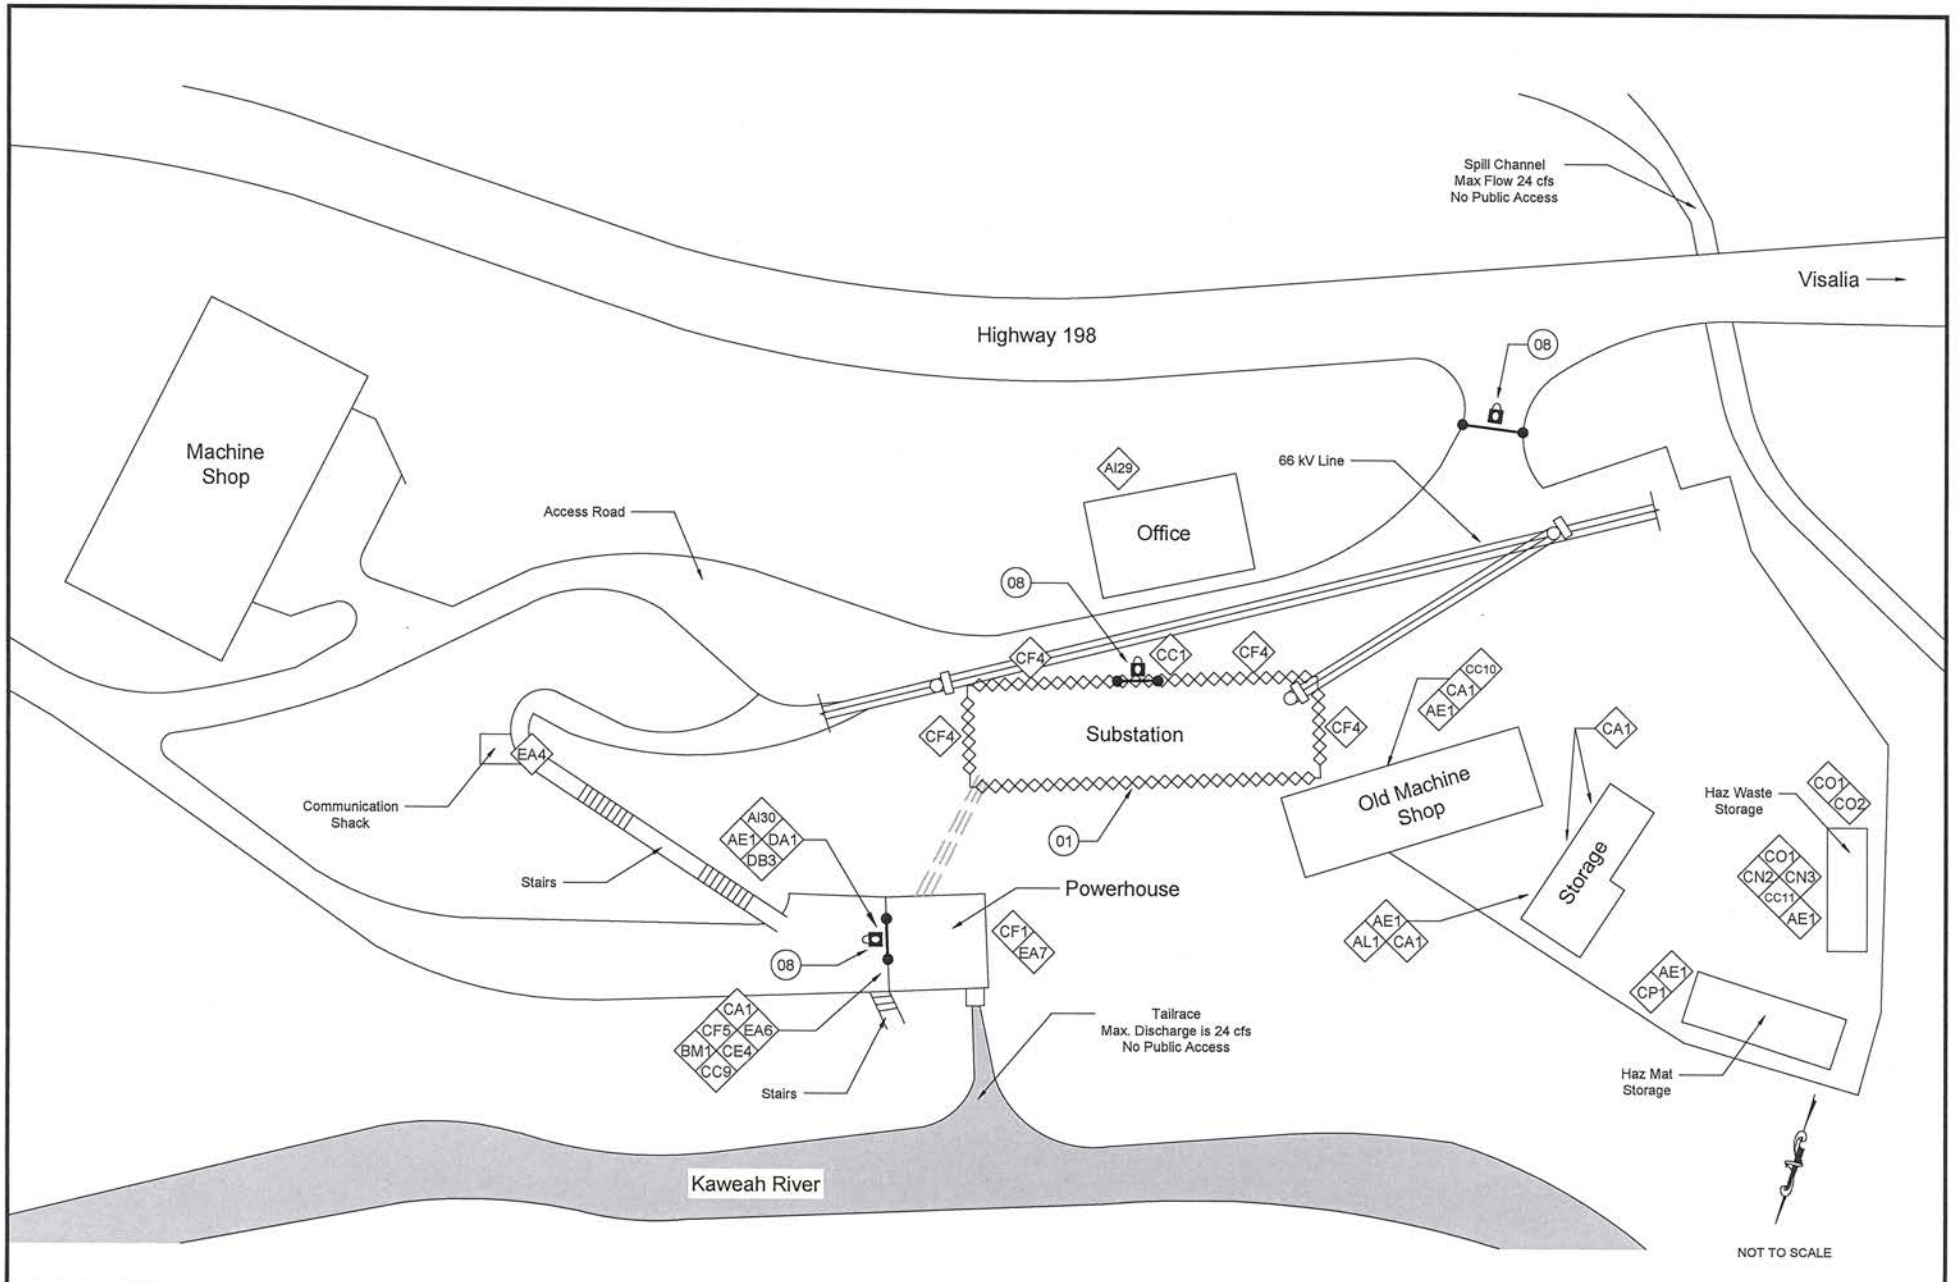 Spill Channel
Max Flow 24 cfs
No Public Access
Visalia
Highway 198
08
Machine
Shop
AI29
66 kV Line
Access Road
Office
08
CF4
CC1
CF4
CC10
CA1
AE1
CF4
Substation
CF4
CA1
EA4
Communication
Shack
Old Machine
Shop
Haz Waste
Storage
CO1
CO2
AI30
AE1
DA1
DB3
01
Stairs
Powerhouse
Storage
CO1
CN2
CN3
CC11
AE1
CF1
EA7
AE1
AL1
CA1
08
AE1
CP1
CA1
CF5
EA6
BM1
CE4
CC9
Tailrace
Max. Discharge is 24 cfs
No Public Access
Stairs
Haz Mat
Storage
Kaweah River
NOT TO SCALE